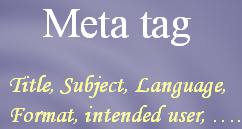 Meta tag
Title, Subject, Language,
Format, intended user, ….